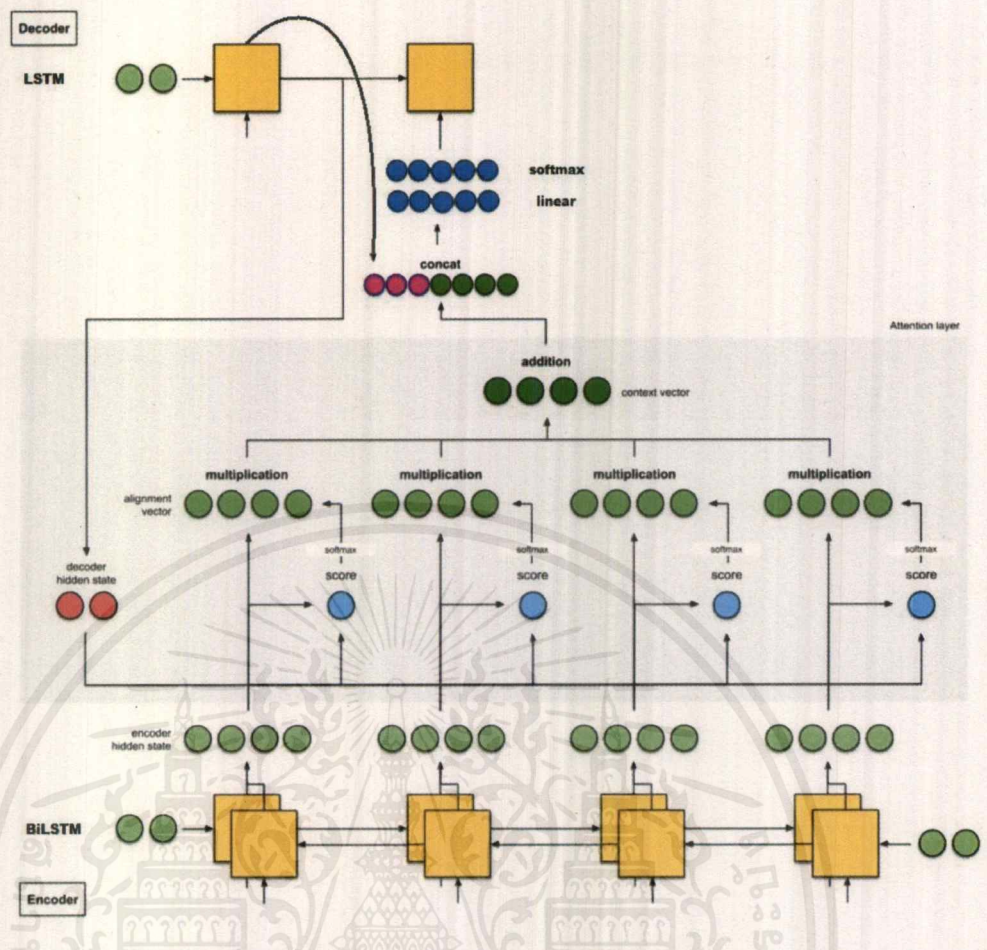 Decoder
LSTM
softmax
linear
concat
Attention layer
addition
context vector
multiplication
multiplication
multiplication
multiplication
alignment
vector
softmax
softmax
softmax
softmax
decoder
hidden state
score
score
score
score
encoder
hidden state
BiLSTM
Encoder